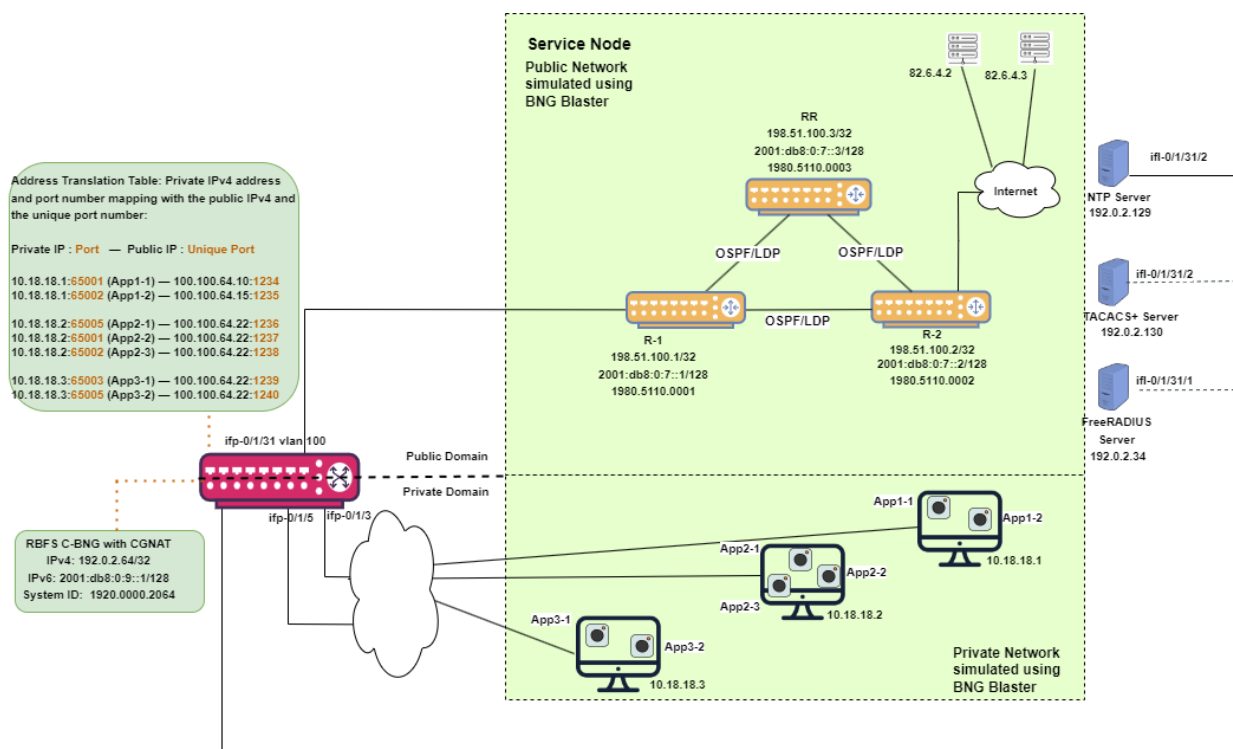 Service Node
Public Network
simulated using
BNG Blaster
82.6.4.2
82.6.4.3
RR
198.51.100.3/32
2001:db8:0:7::3/128
1980.5110.0003
Internet
ifl-0/1/31/2
NTP Server
192.0.2.129
Address Translation Table: Private IPv4 address
and port number mapping with the public IPv4 and
the unique port number:
Private IP : Port — Public IP : Unique Port
10.18.18.1:65001 (App1-1) — 100.100.64.10:1234
10.18.18.1:65002 (App1-2) — 100.100.64.15:1235
10.18.18.2:65005 (App2-1) — 100.100.64.22:1236
10.18.18.2:65001 (App2-2) — 100.100.64.22:1237
10.18.18.2:65002 (App2-3) — 100.100.64.22:1238
10.18.18.3:65003 (App3-1) — 100.100.64.22:1239
10.18.18.3:65005 (App3-2) — 100.100.64.22:1240
OSPF/LDP
OSPF/LDP
OSPF/LDP
ifl-0/1/31/2
TACACS+ Server
192.0.2.130
R-1
198.51.100.1/32
2001:db8:0:7::1/128
1980.5110.0001
R-2
198.51.100.2/32
2001:db8:0:7::2/128
1980.5110.0002
ifl-0/1/31/1
FreeRADIUS
Server
192.0.2.34
ifp-0/1/31 vlan 100
Public Domain
Private Domain
ifp-0/1/5
ifp-0/1/3
RBFS C-BNG with CGNAT
IPv4: 192.0.2.64/32
IPv6: 2001:db8:0:9::1/128
System ID: 1920.0000.2064
App1-1
App1-2
10.18.18.1
App2-1
App2-2
App2-3
10.18.18.2
App3-1
App3-2
10.18.18.3
Private Network
simulated using
BNG Blaster